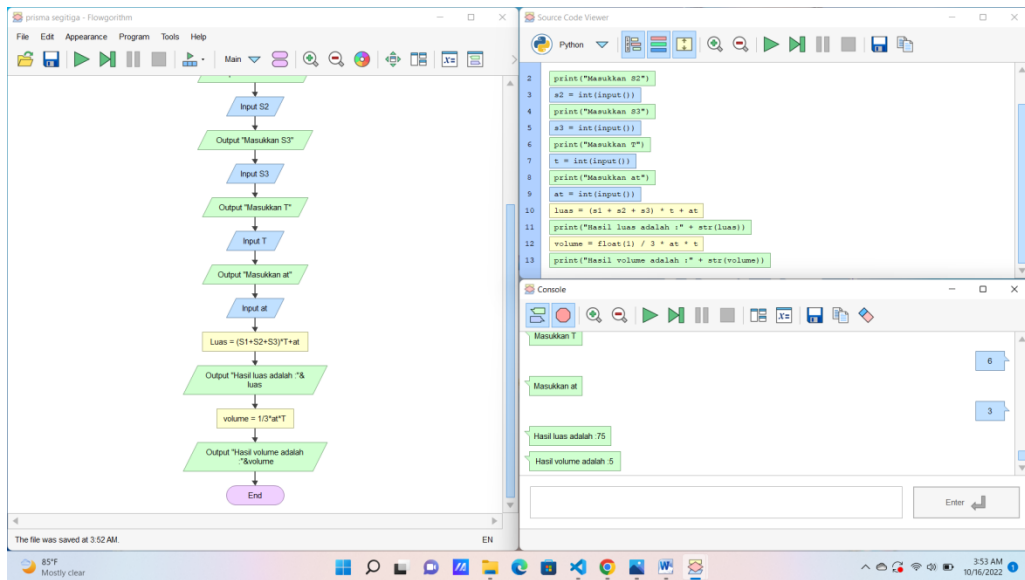 prisma segitiga - Flowgorithm
File Edit Appearance Program Tools Help
Main
Input S2
Output "Masukkan S3"
Input S3
Output "Masukkan T"
Input T
Output "Masukkan at"
Input at
Luas = (S1+S2+S3)*T+at
Output "Hasil luas adalah :"&
luas
volume = 1/3*at*T
Output "Hasil volume adalah
:"&volume
End
The file was saved at 3:52 AM.
EN
Source Code Viewer
Python
2 print("Masukkan S2")
3 s2 = int(input())
4 print("Masukkan S3")
5 s3 = int(input())
6 print("Masukkan T")
7 t = int(input())
8 print("Masukkan at")
9 at = int(input())
10 luas = (s1 + s2 + s3) * t + at
11 print("Hasil luas adalah :" + str(luas))
12 volume = float(1) / 3 * at * t
13 print("Hasil volume adalah :" + str(volume))
Console
Masukkan T
6
Masukkan at
3
Hasil luas adalah :75
Hasil volume adalah :5
Enter
85°F
Mostly clear
3:53 AM
10/16/2022
1